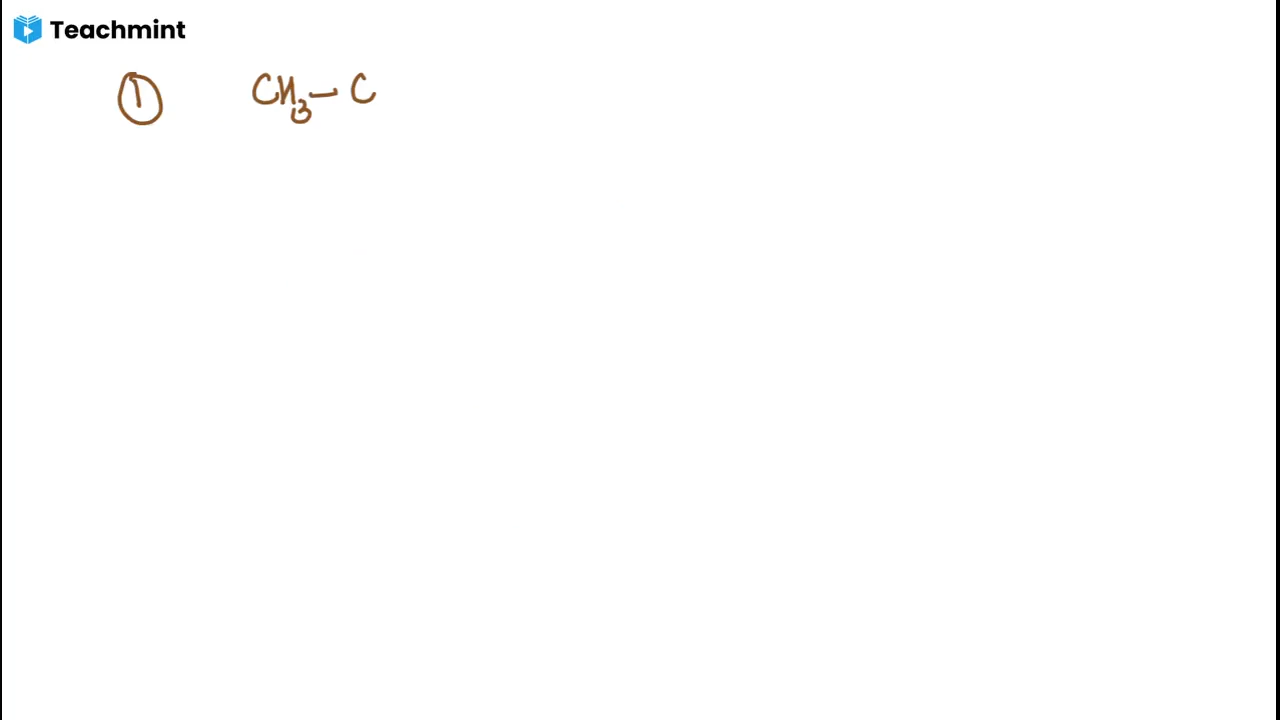 Teachmint
① CH₃ – C